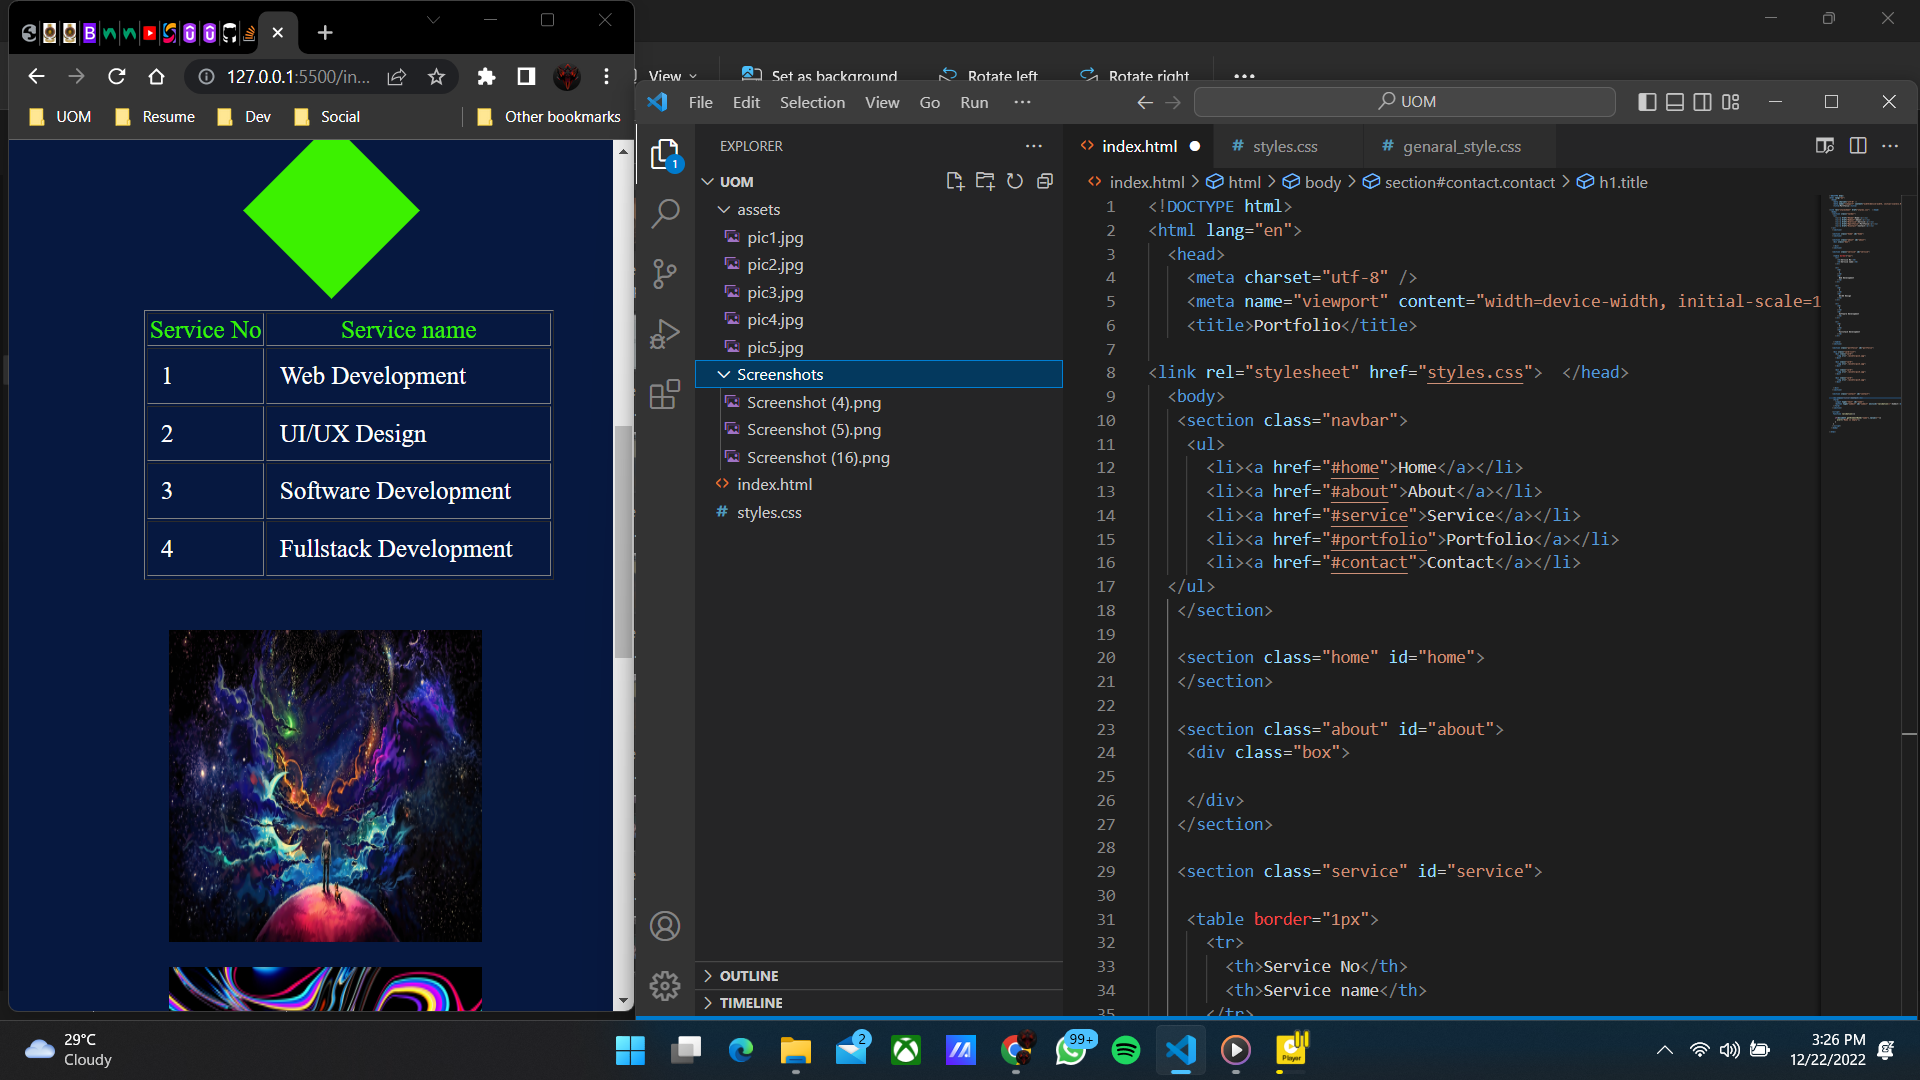 View
Set as background
Rotate left
Rotate right
127.0.0.1:5500/in...
UOM
Resume
Dev
Social
Other bookmarks
Service No
Service name
1
Web Development
2
UI/UX Design
3
Software Development
4
Fullstack Development
File
Edit
Selection
View
Go
Run
UOM
EXPLORER
1
UOM
assets
pic1.jpg
pic2.jpg
pic3.jpg
pic4.jpg
pic5.jpg
Screenshots
Screenshot (4).png
Screenshot (5).png
Screenshot (16).png
index.html
styles.css
OUTLINE
TIMELINE
index.html
styles.css
genaral_style.css
index.html > html > body > section#contact.contact > h1.title
1 <!DOCTYPE html>
2 <html lang="en">
3 <head>
4 <meta charset="utf-8" />
5 <meta name="viewport" content="width=device-width, initial-scale=1
6 <title>Portfolio</title>
7
8 <link rel="stylesheet" href="styles.css"> </head>
9 <body>
10 <section class="navbar">
11 <ul>
12 <li><a href="#home">Home</a></li>
13 <li><a href="#about">About</a></li>
14 <li><a href="#service">Service</a></li>
15 <li><a href="#portfolio">Portfolio</a></li>
16 <li><a href="#contact">Contact</a></li>
17 </ul>
18 </section>
19
20 <section class="home" id="home">
21 </section>
22
23 <section class="about" id="about">
24 <div class="box">
25
26 </div>
27 </section>
28
29 <section class="service" id="service">
30
31 <table border="1px">
32 <tr>
33 <th>Service No</th>
34 <th>Service name</th>
35 </tr>
29°C
Cloudy
2
99+
Player
3:26 PM
12/22/2022